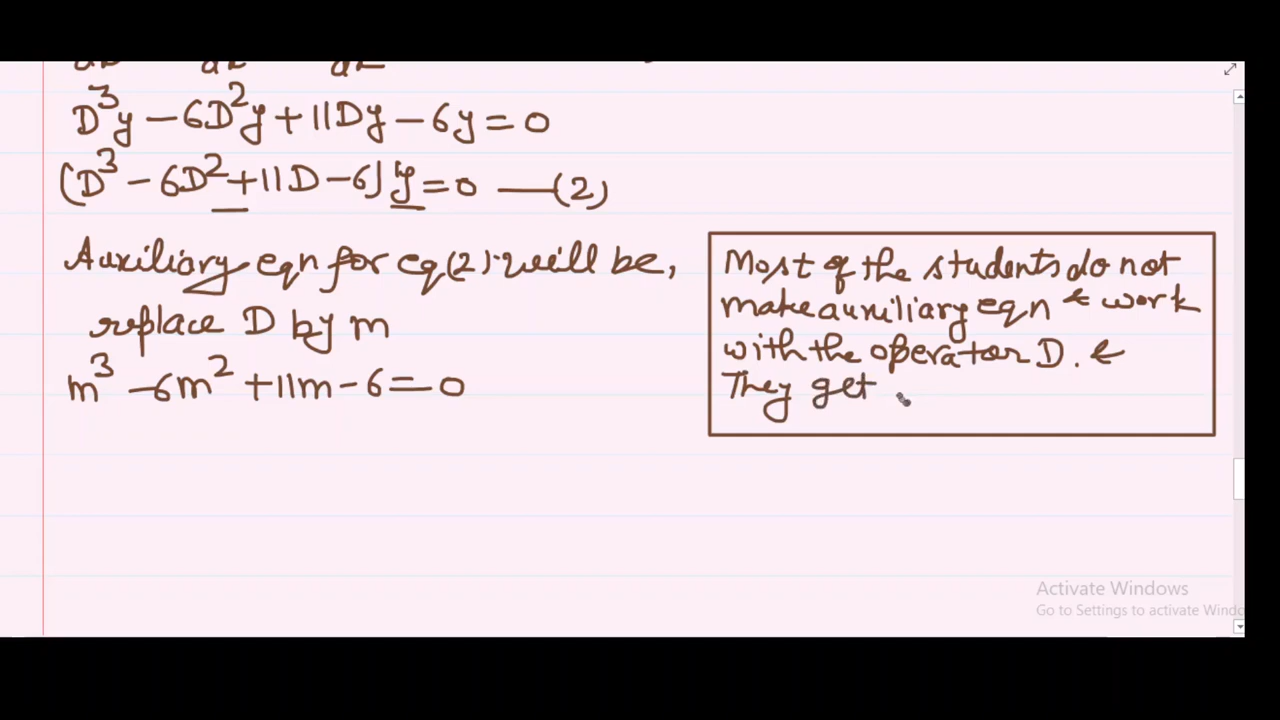 D³y - 6D²y + 11Dy - 6y = 0
(D³ - 6D² + 11D - 6) y = 0 —(2)
Auxiliary eqn for eq(2) will be,
replace D by m
m³ - 6m² + 11m - 6 = 0
Most of the students do not
make auxiliary eqn & work
with the operator D. &
They get
Activate Windows
Go to Settings to activate Windo